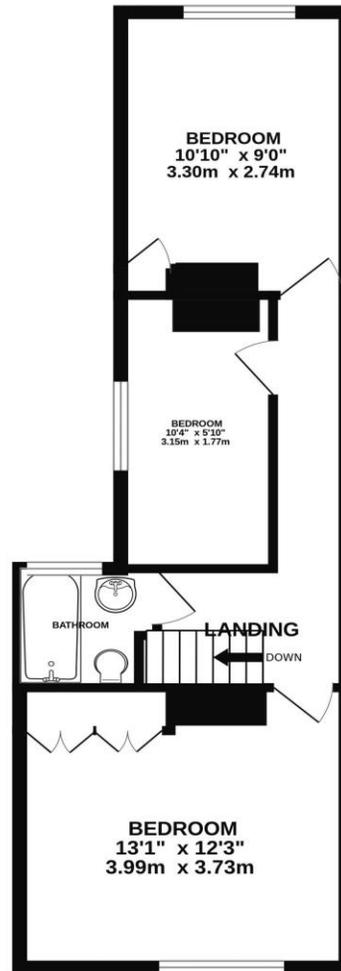 BEDROOM
10'10" x 9'0"
3.30m x 2.74m
BEDROOM
10'4" x 5'10"
3.15m x 1.77m
BATHROOM
LANDING
DOWN
BEDROOM
13'1" x 12'3"
3.99m x 3.73m